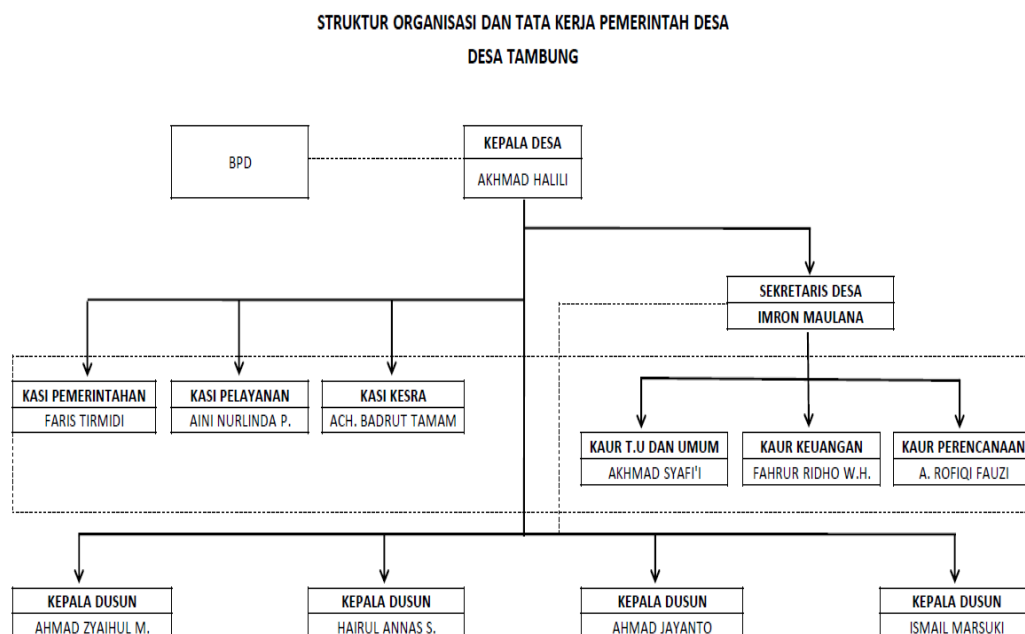 STRUKTUR ORGANISASI DAN TATA KERJA PEMERINTAH DESA
DESA TAMBUNG
BPD
KEPALA DESA
AKHMAD HALILI
SEKRETARIS DESA
IMRON MAULANA
KASI PEMERINTAHAN
FARIS TIRMIDI
KASI PELAYANAN
AINI NURLINDA P.
KASI KESRA
ACH. BADRUT TAMAM
KAUR T.U DAN UMUM
AKHMAD SYAFI'I
KAUR KEUANGAN
FAHRUR RIDHO W.H.
KAUR PERENCANAAN
A. ROFIQI FAUZI
KEPALA DUSUN
AHMAD ZYAIHUL M.
KEPALA DUSUN
HAIRUL ANNAS S.
KEPALA DUSUN
AHMAD JAYANTO
KEPALA DUSUN
ISMAIL MARSUKI